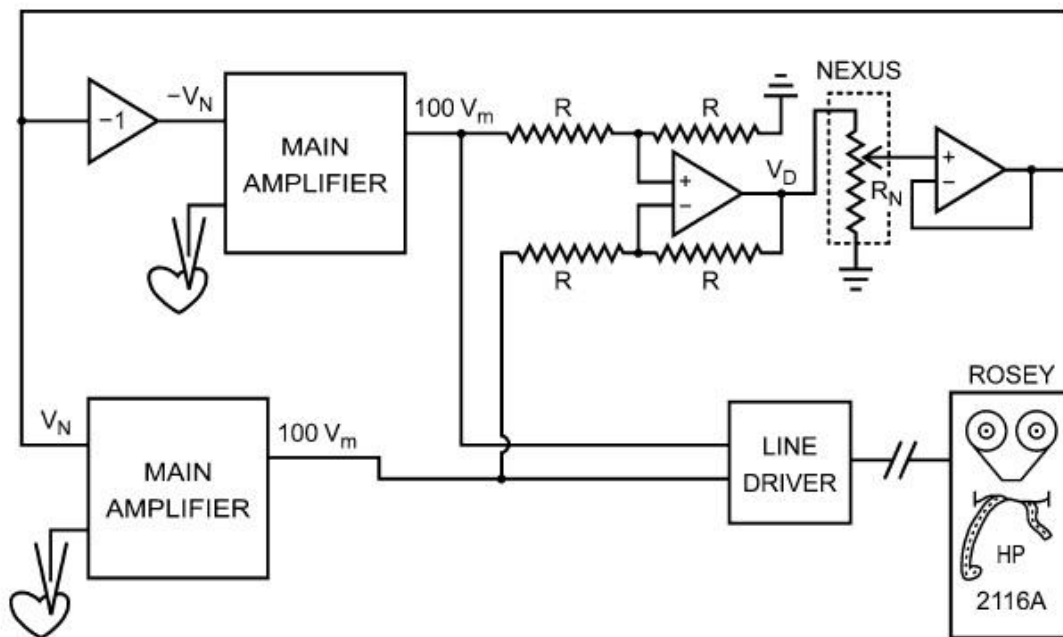 NEXUS
−V_N
100 V_m
R
R
−1
MAIN
AMPLIFIER
+
−
V_D
R_N
+
−
R
R
ROSEY
V_N
100 V_m
MAIN
AMPLIFIER
LINE
DRIVER
HP
2116A